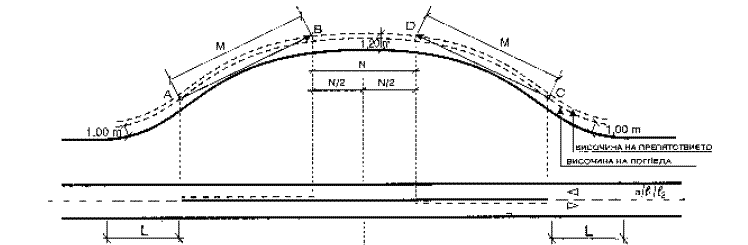 B
D
M
M
1,20 m
N
A
N/2
N/2
C
1,00 m
1,00 m
ВИСОЧИНА НА ПРЕПЯТСТВИЕТО
ВИСОЧИНА НА ПОГЛЕДА
L
L